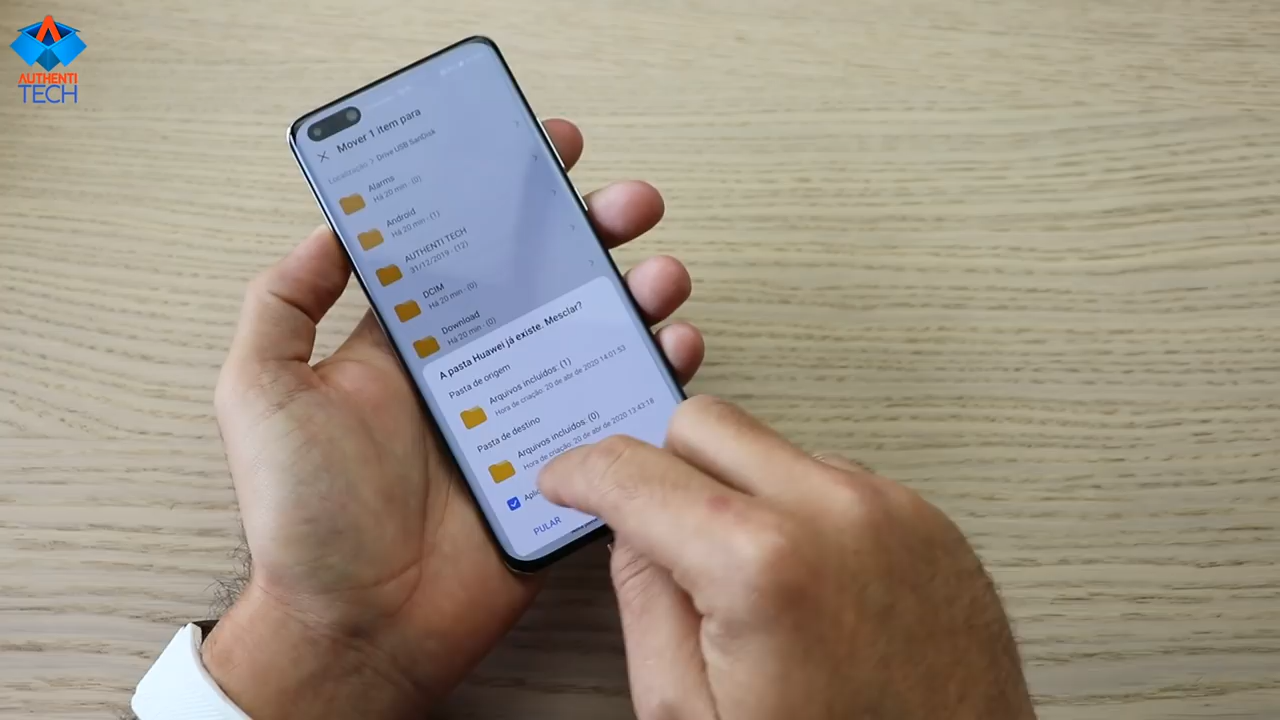 AUTHENTI
TECH
Mover 1 item para
Localização > Drive USB SanDisk
Alarms
Há 20 min - (0)
Android
Há 20 min - (1)
AUTHENTI TECH
31/12/2019 - (12)
DCIM
Há 20 min - (0)
Download
Há 20 min - (0)
A pasta Huawei já existe. Mesclar?
Pasta de origem
Arquivos incluídos: (1)
Hora de criação: 20 de abr de 2020 14:01:53
Pasta de destino
Arquivos incluídos: (0)
Hora de criação: 20 de abr de 2020 13:42:18
PULAR